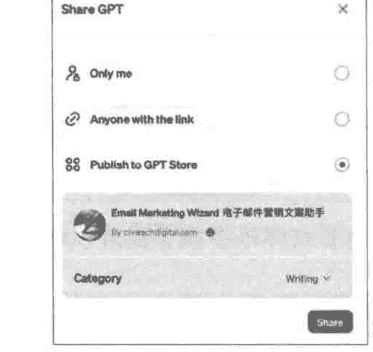 Share GPT
Only me
Anyone with the link
Publish to GPT Store
Email Marketing Wizard 电子邮件营销文案助手
By
Category
Writing
Share